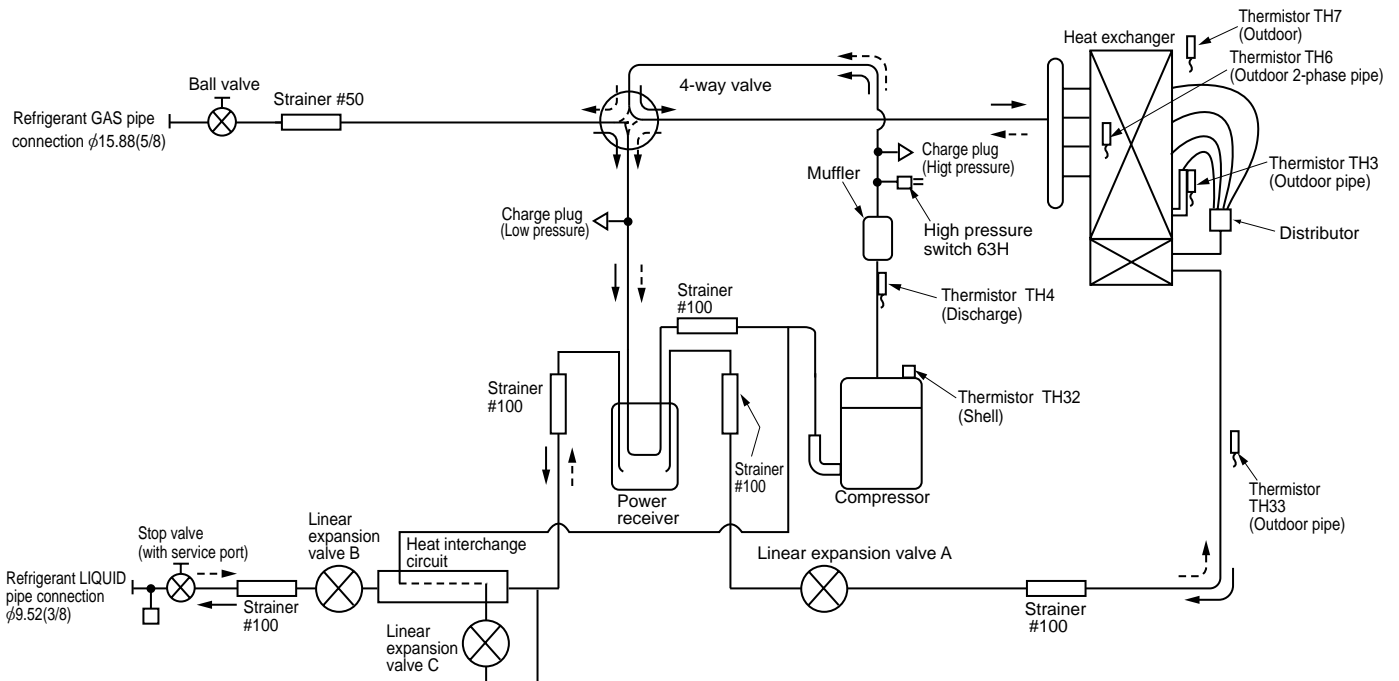 Thermistor TH7
(Outdoor)
Heat exchanger
Thermistor TH6
(Outdoor 2-phase pipe)
4-way valve
Ball valve
Strainer #50
Refrigerant GAS pipe
connection ϕ15.88(5/8)
Charge plug
(Higt pressure)
Thermistor TH3
(Outdoor pipe)
Muffler
Charge plug
(Low pressure)
High pressure
switch 63H
Distributor
Strainer
#100
Thermistor TH4
(Discharge)
Strainer
#100
Thermistor TH32
(Shell)
Strainer
#100
Power
receiver
Compressor
Thermistor
TH33
(Outdoor pipe)
Linear
expansion
valve B
Stop valve
(with service port)
Heat interchange
circuit
Linear expansion valve A
Refrigerant LIQUID
pipe connection
ϕ9.52(3/8)
Strainer
#100
Strainer
#100
Linear
expansion
valve C